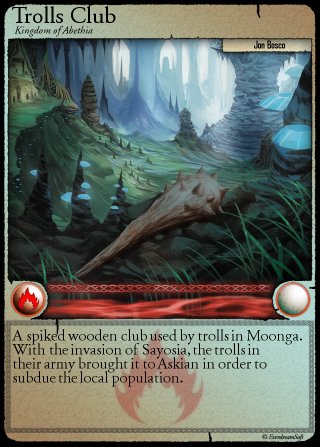 Trolls Club
Kingdom of Abethia
Jon Bosco
A spiked wooden club used by trolls in Moonga.
With the invasion of Sayosia, the trolls in
their army brought it to Askian in order to
subdue the local population.
© EverdreamSoft